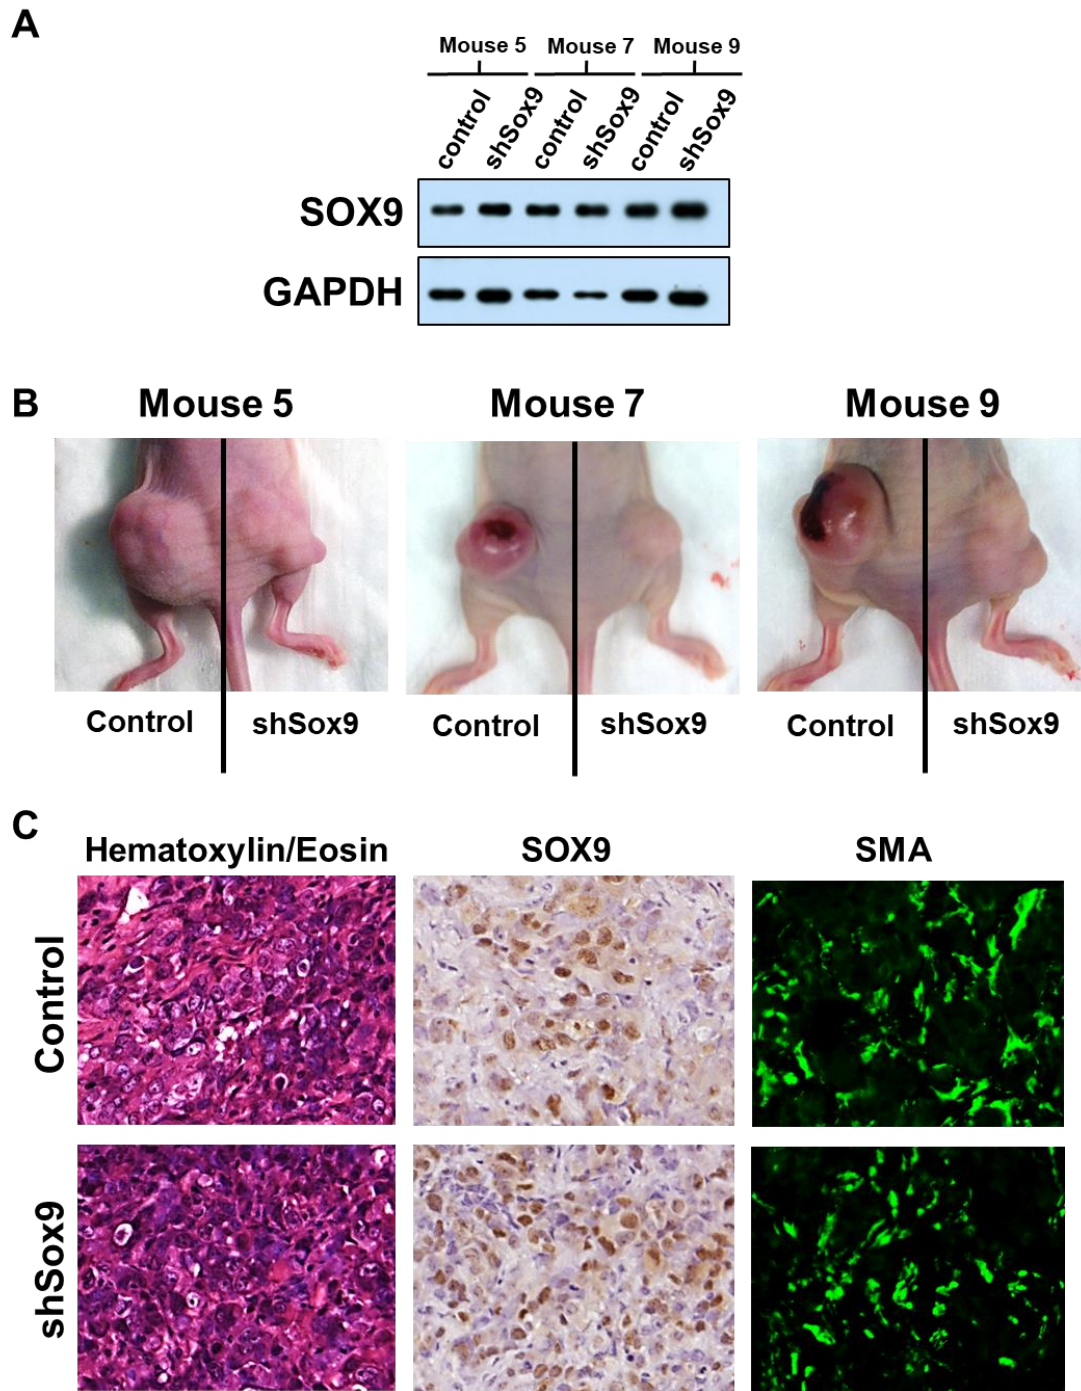 A
Mouse 5 Mouse 7 Mouse 9
control shSox9 control shSox9 control shSox9
SOX9
GAPDH
B
Mouse 5 Mouse 7 Mouse 9
Control shSox9 Control shSox9 Control shSox9
C
Hematoxylin/Eosin SOX9 SMA
Control
shSox9